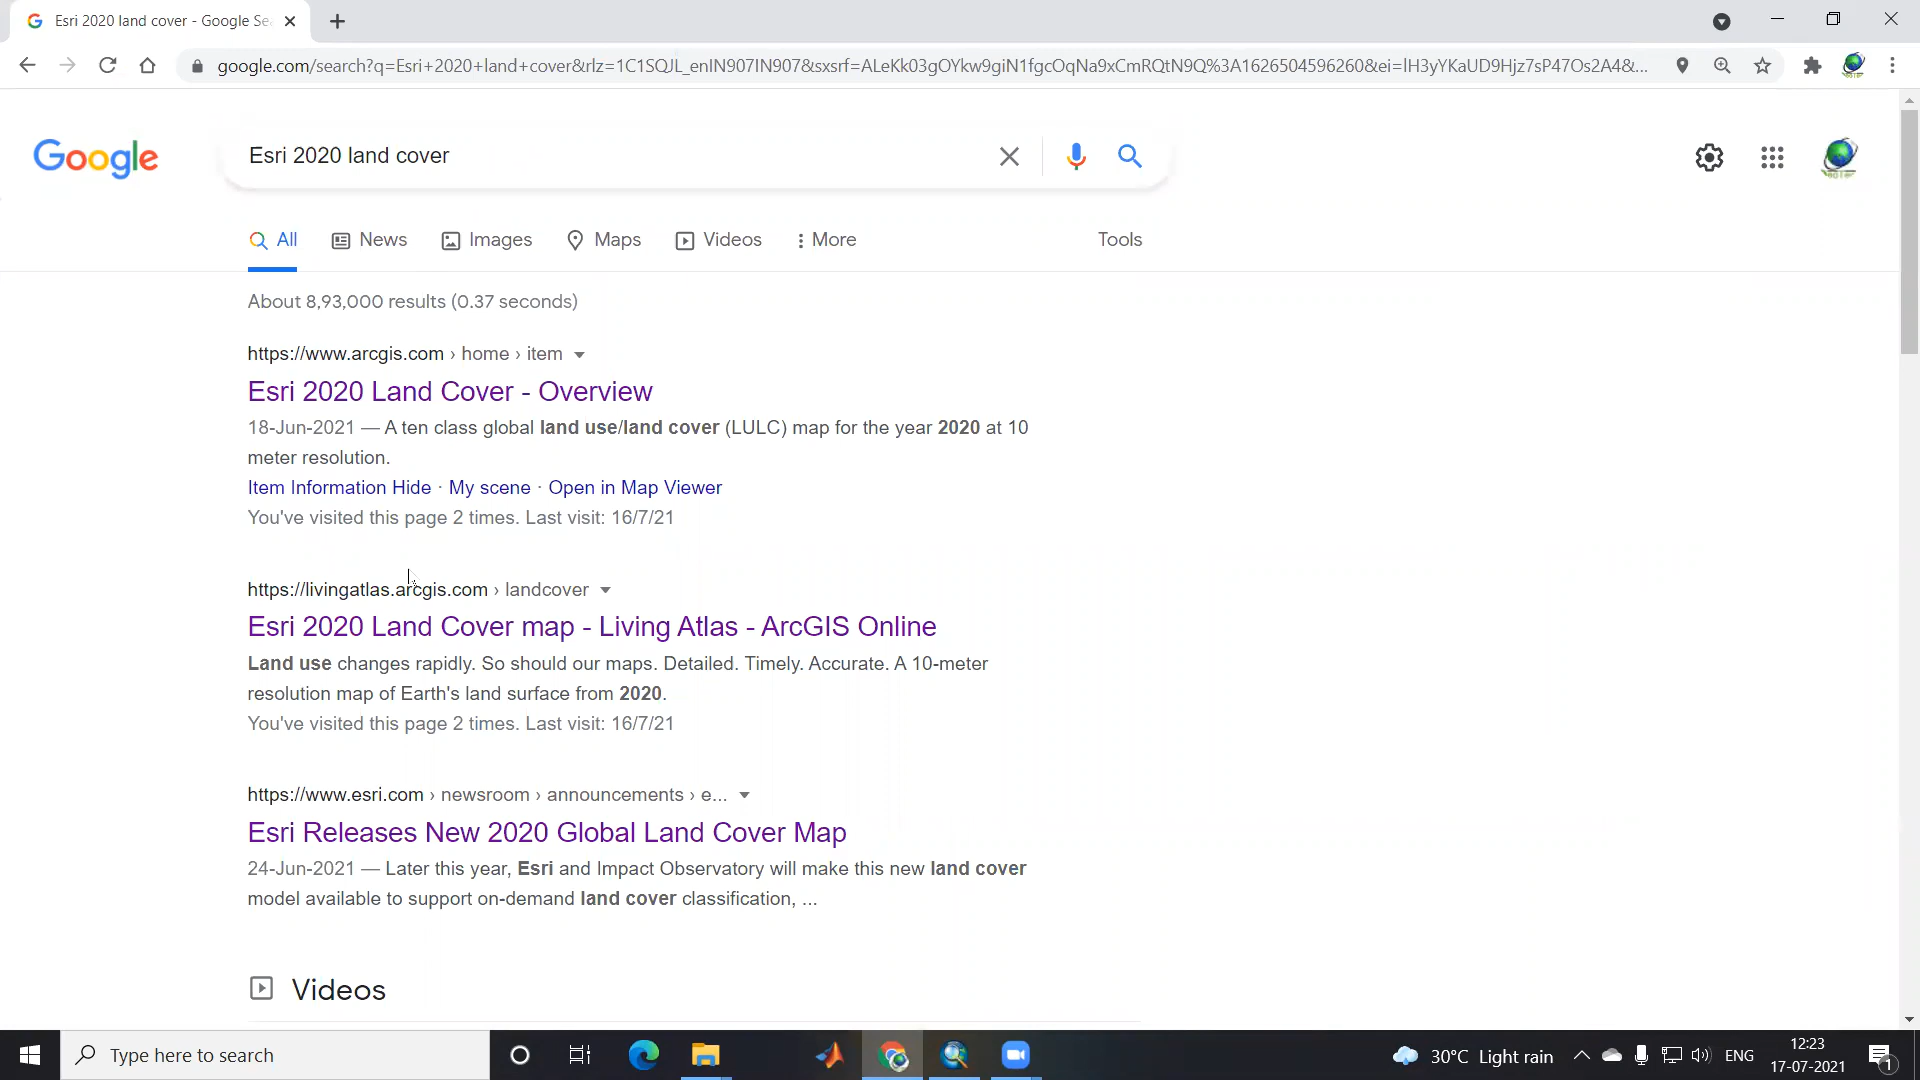 Esri 2020 land cover - Google Se
google.com/search?q=Esri+2020+land+cover&rlz=1C1SQJL_enIN907IN907&sxsrf=ALeKk03gOYkw9giN1fgcOqNa9xCmRQtN9Q%3A1626504596260&ei=lH3yYKaUD9Hjz7sP47Os2A4&...
Google
Esri 2020 land cover
All News Images Maps Videos More Tools
About 8,93,000 results (0.37 seconds)
https://www.arcgis.com › home › item
Esri 2020 Land Cover - Overview
18-Jun-2021 — A ten class global land use/land cover (LULC) map for the year 2020 at 10
meter resolution.
Item Information Hide · My scene · Open in Map Viewer
You've visited this page 2 times. Last visit: 16/7/21
https://livingatlas.arcgis.com › landcover
Esri 2020 Land Cover map - Living Atlas - ArcGIS Online
Land use changes rapidly. So should our maps. Detailed. Timely. Accurate. A 10-meter
resolution map of Earth's land surface from 2020.
You've visited this page 2 times. Last visit: 16/7/21
https://www.esri.com › newsroom › announcements › e...
Esri Releases New 2020 Global Land Cover Map
24-Jun-2021 — Later this year, Esri and Impact Observatory will make this new land cover
model available to support on-demand land cover classification, ...
Videos
Type here to search
30°C Light rain
ENG
12:23
17-07-2021
1